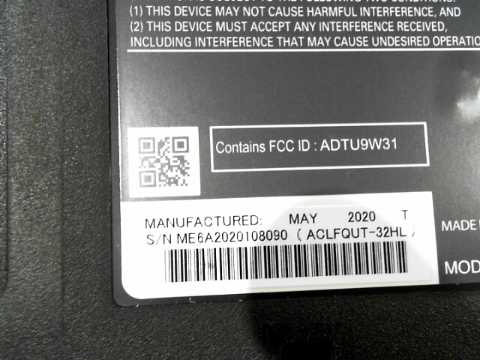 (1) THIS DEVICE MAY NOT CAUSE HARMFUL INTERFERENCE, AND
(2) THIS DEVICE MUST ACCEPT ANY INTERFERENCE RECEIVED,
INCLUDING INTERFERENCE THAT MAY CAUSE UNDESIRED OPERATIO
Contains FCC ID : ADTU9W31
MANUFACTURED: MAY 2020 T
S/N ME6A2020108090 ( ACLFQUT-32HL )
MADE
MOD